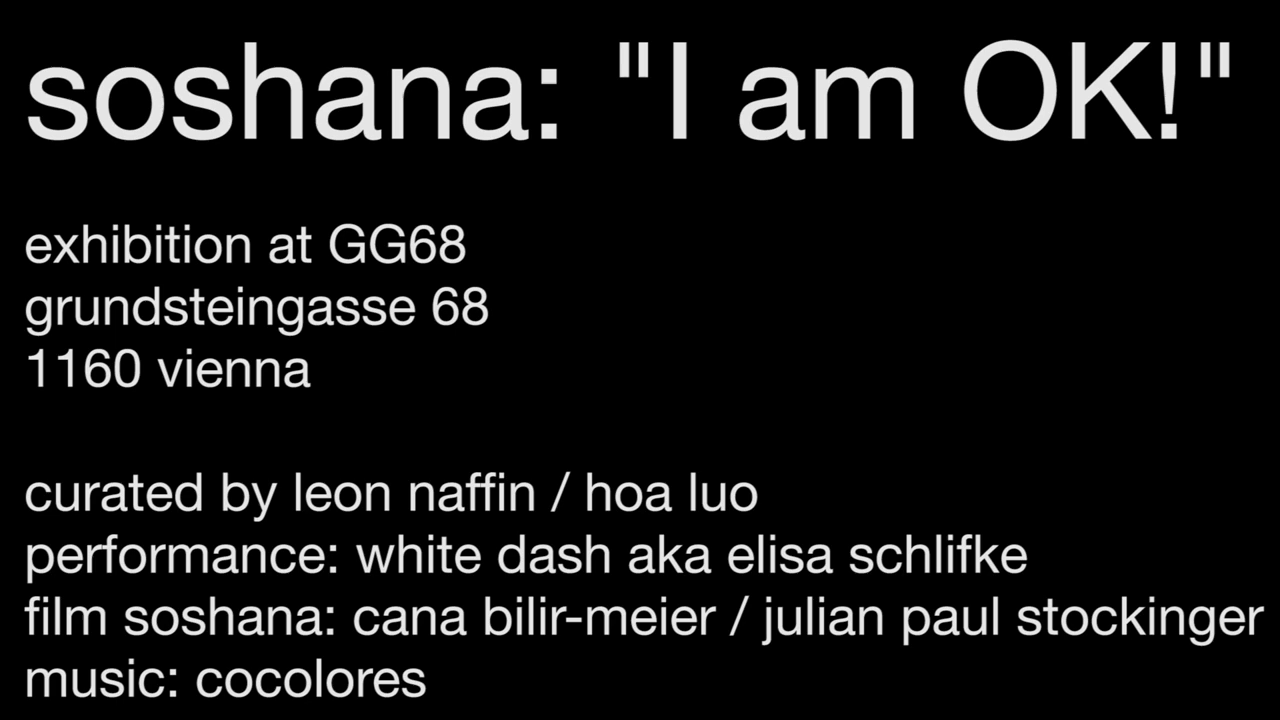 soshana: "I am OK!"
exhibition at GG68
grundsteingasse 68
1160 vienna
curated by leon naffin / hoa luo
performance: white dash aka elisa schlifke
film soshana: cana bilir-meier / julian paul stockinger
music: cocolores